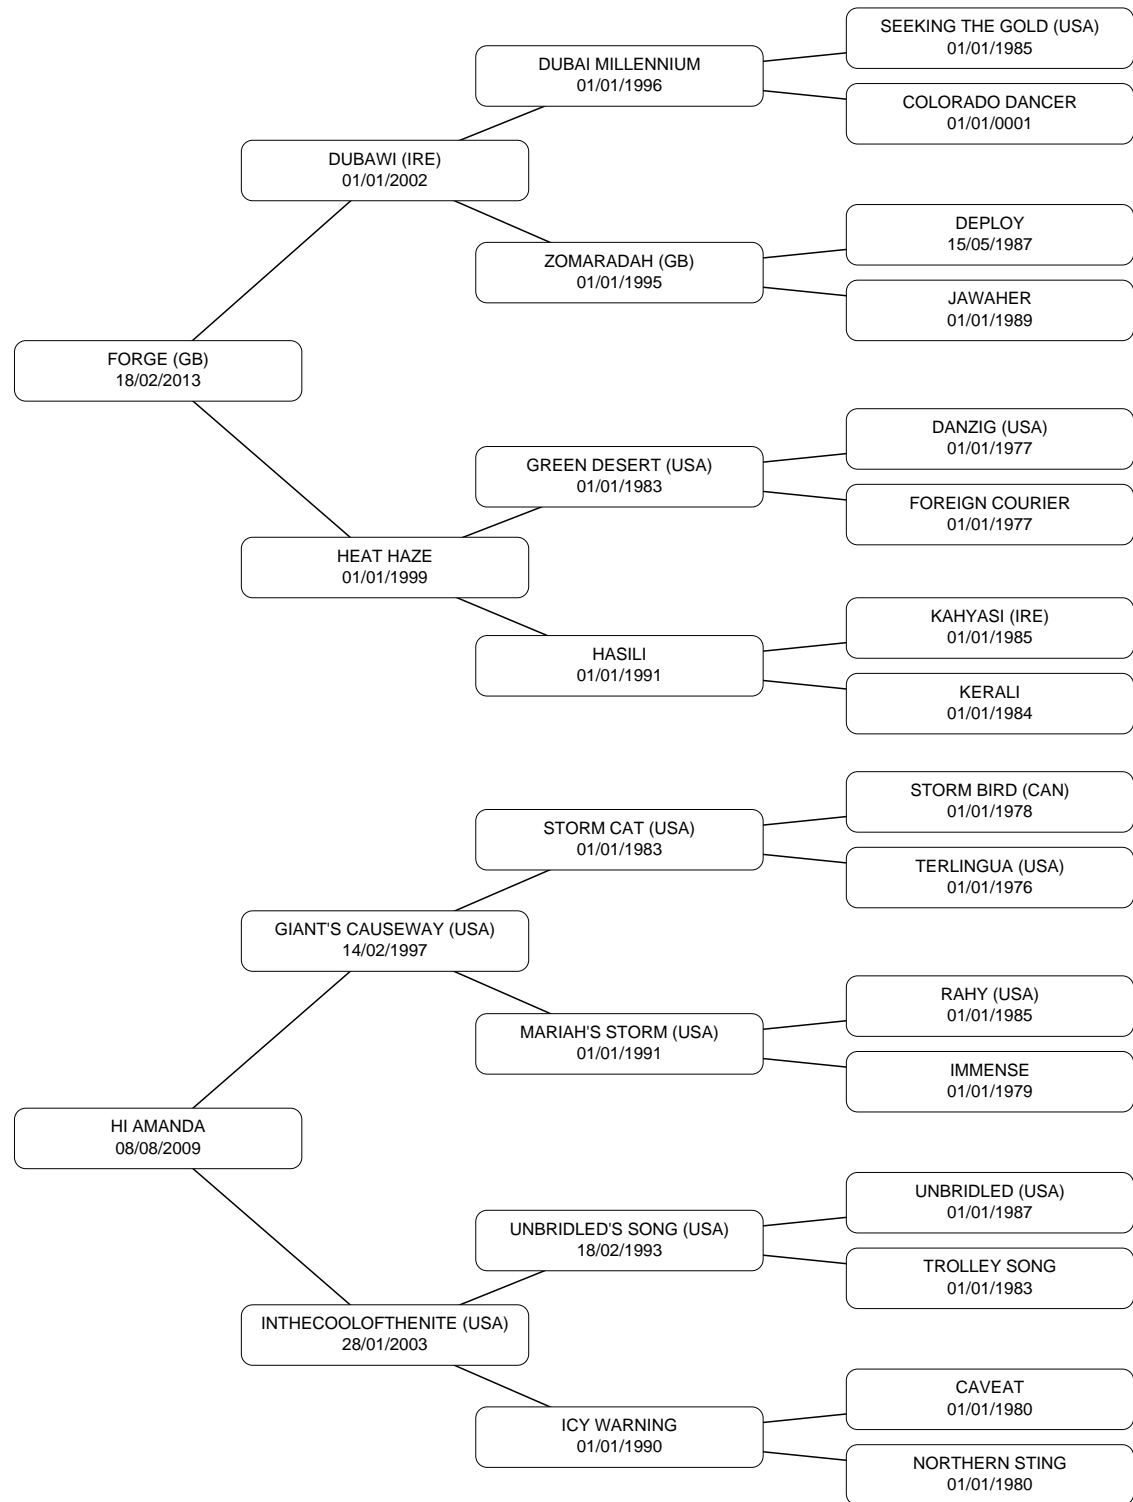 SEEKING THE GOLD (USA)
01/01/1985
DUBAI MILLENNIUM
01/01/1996
COLORADO DANCER
01/01/0001
DUBAWI (IRE)
01/01/2002
DEPLOY
15/05/1987
ZOMARADAH (GB)
01/01/1995
JAWAHER
01/01/1989
FORGE (GB)
18/02/2013
DANZIG (USA)
01/01/1977
GREEN DESERT (USA)
01/01/1983
FOREIGN COURIER
01/01/1977
HEAT HAZE
01/01/1999
KAHYASI (IRE)
01/01/1985
HASILI
01/01/1991
KERALI
01/01/1984
STORM BIRD (CAN)
01/01/1978
STORM CAT (USA)
01/01/1983
TERLINGUA (USA)
01/01/1976
GIANT'S CAUSEWAY (USA)
14/02/1997
RAHY (USA)
01/01/1985
MARIAH'S STORM (USA)
01/01/1991
IMMENSE
01/01/1979
HI AMANDA
08/08/2009
UNBRIDLED (USA)
01/01/1987
UNBRIDLED'S SONG (USA)
18/02/1993
TROLLEY SONG
01/01/1983
INTHECOOLOFTHENITE (USA)
28/01/2003
CAVEAT
01/01/1980
ICY WARNING
01/01/1990
NORTHERN STING
01/01/1980